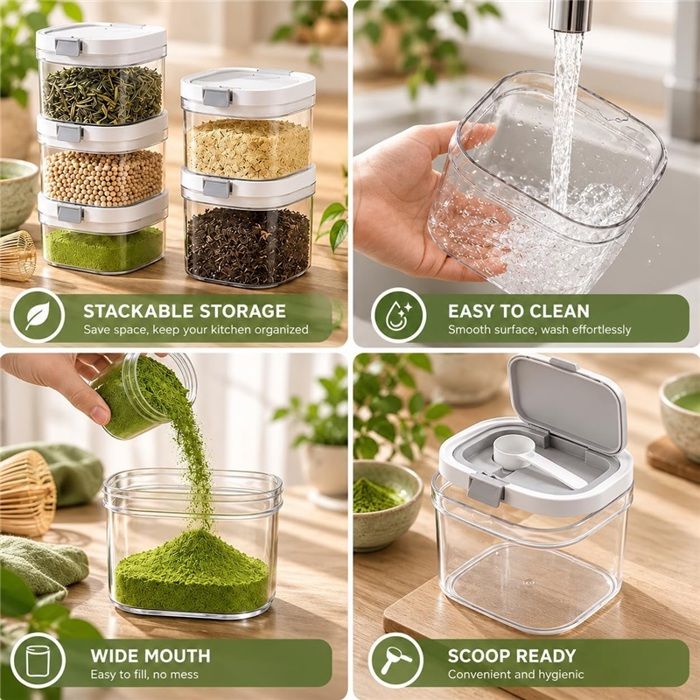 STACKABLE STORAGE
Save space, keep your kitchen organized
EASY TO CLEAN
Smooth surface, wash effortlessly
WIDE MOUTH
Easy to fill, no mess
SCOOP READY
Convenient and hygienic